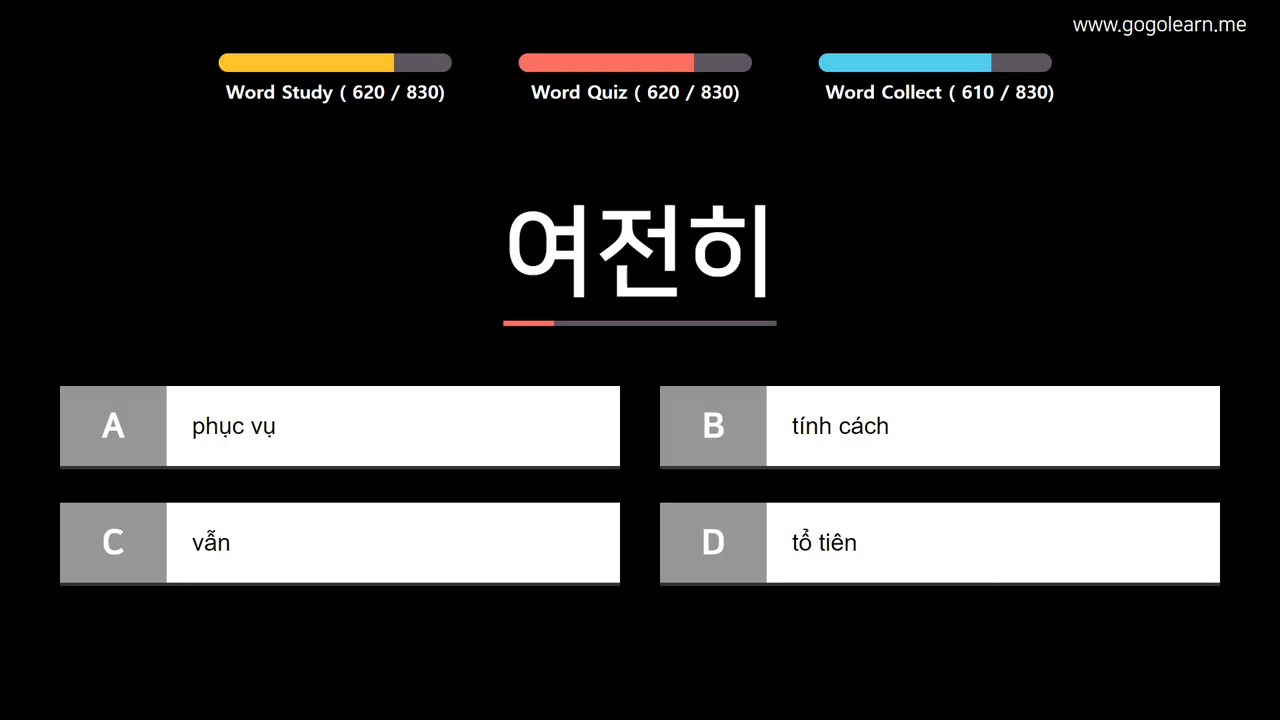 www.gogolearn.me
Word Study ( 620 / 830)
Word Quiz ( 620 / 830)
Word Collect ( 610 / 830)
여전히
A phục vụ
B tính cách
C vẫn
D tổ tiên